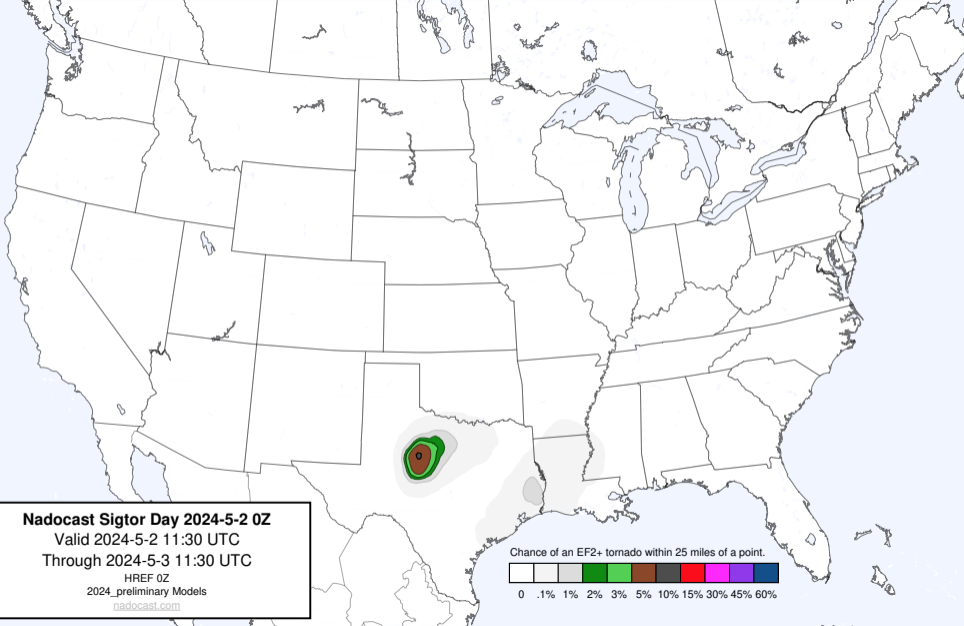 Nadocast Sigtor Day 2024-5-2 0Z
Valid 2024-5-2 11:30 UTC
Through 2024-5-3 11:30 UTC
HREF 0Z
2024_preliminary Models
nadocast.com
Chance of an EF2+ tornado within 25 miles of a point.
0 .1% 1% 2% 3% 5% 10% 15% 30% 45% 60%